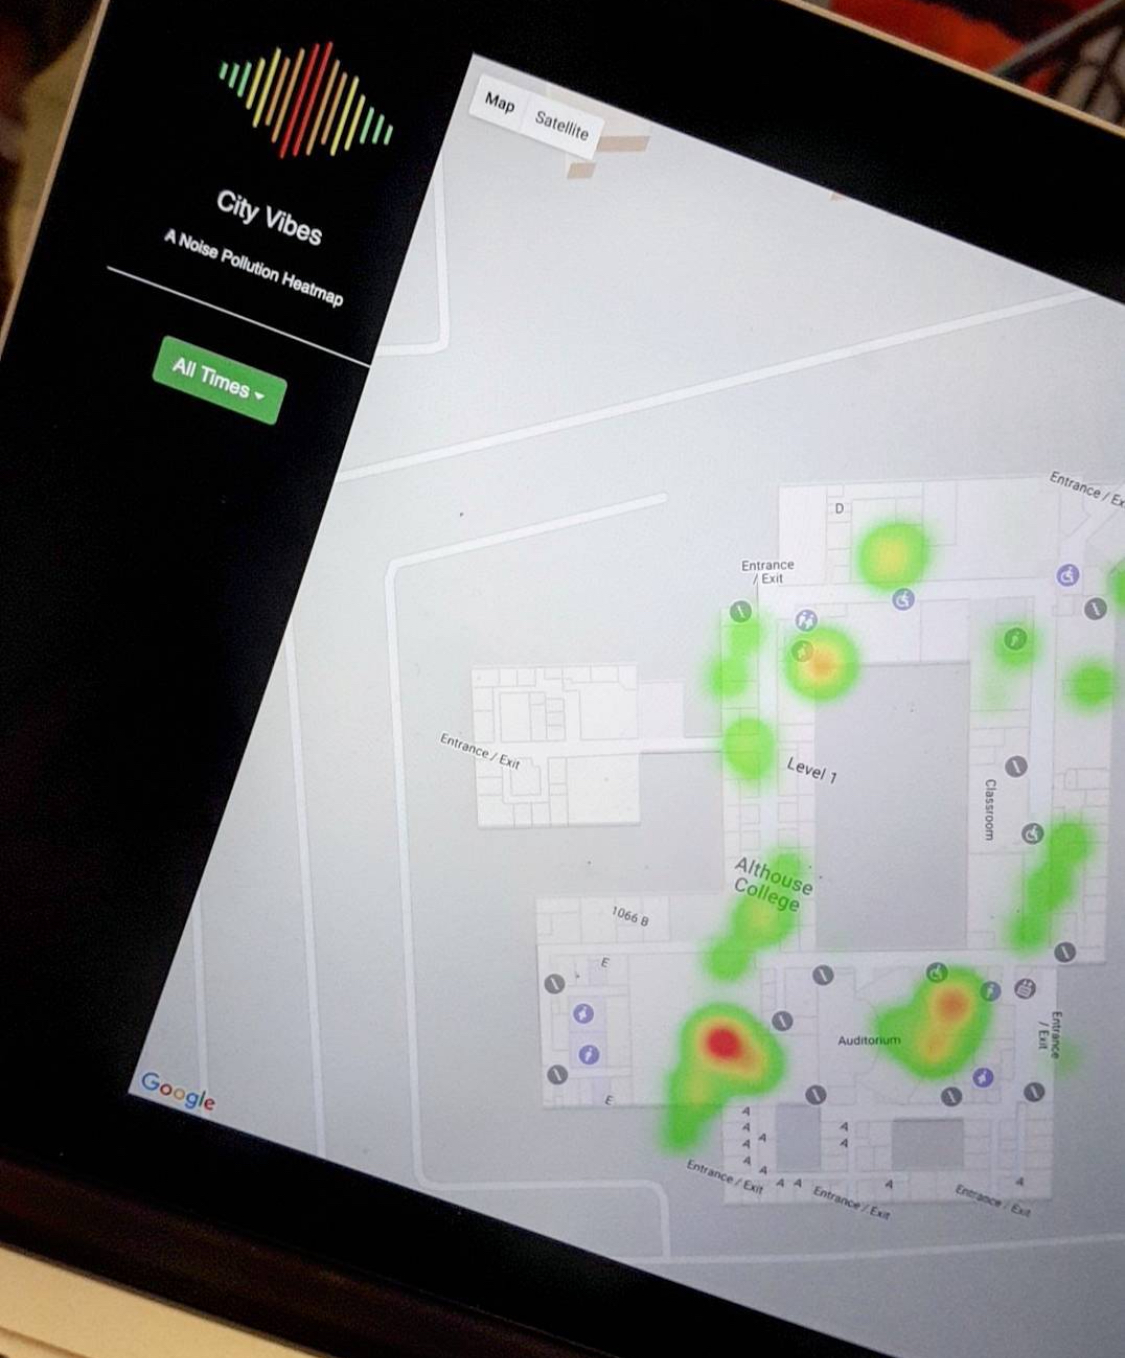 City Vibes
A Noise Pollution Heatmap
All Times
Map
Satellite
Entrance / Ex
D
Entrance
/ Exit
Entrance / Exit
Level 1
Classroom
Althouse
College
1066 B
E
Auditorium
Entrance
/ Exit
E
A
A
A
A
A
A
A
A
A
A
A
A
Entrance / Exit
Entrance / Exit
Entrance / Exit
Google